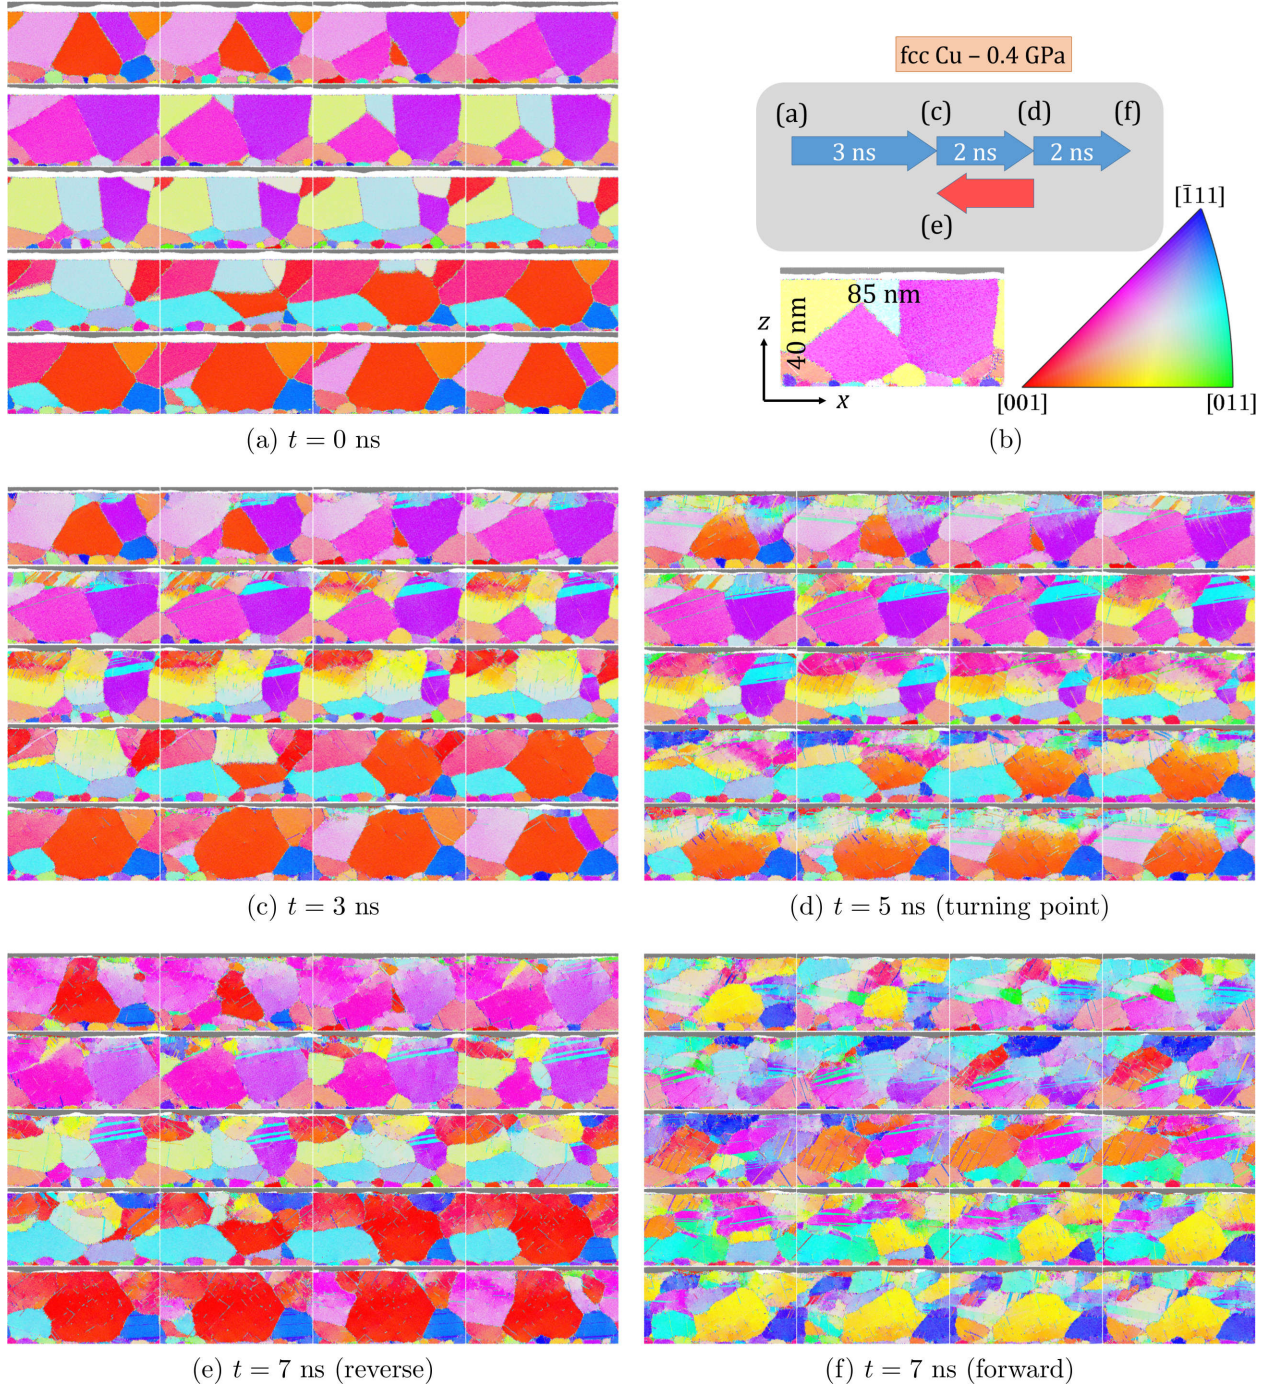 fcc Cu – 0.4 GPa
(a) (c) (d) (f)
3 ns 2 ns 2 ns
(e)
[1̄11]
85 nm
40 nm
z
x
[001] [011]
(a) t = 0 ns
(b)
(c) t = 3 ns
(d) t = 5 ns (turning point)
(e) t = 7 ns (reverse)
(f) t = 7 ns (forward)